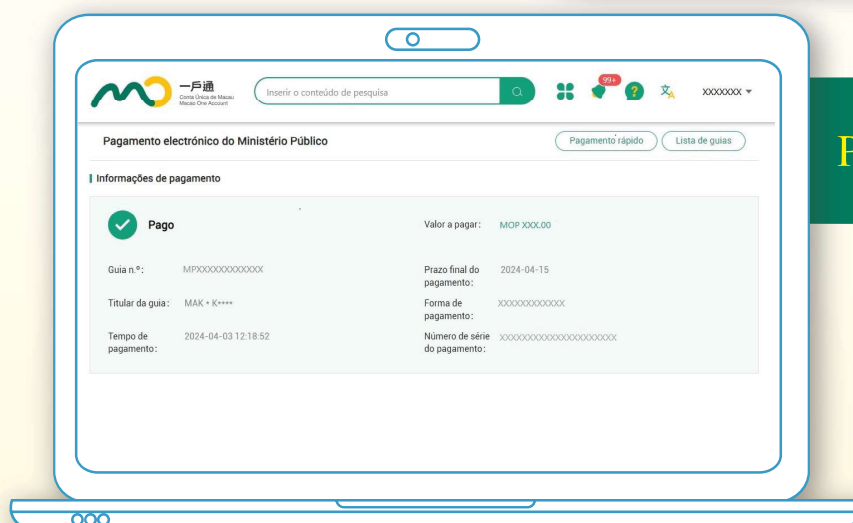 一戶通
Conta Única de Macau
Macao One Account
Inserir o conteúdo de pesquisa
99+
?
文A
XXXXXXX
Pagamento electrónico do Ministério Público
Pagamento rápido
Lista de guias
Informações de pagamento
Pago
Valor a pagar: MOP XXX.00
Guia n.º: MPXXXXXXXXXXXX
Prazo final do pagamento: 2024-04-15
Titular da guia: MAK * K****
Forma de pagamento: XXXXXXXXXXXX
Tempo de pagamento: 2024-04-03 12:18:52
Número de série do pagamento: XXXXXXXXXXXXXXXXXXXXX
P